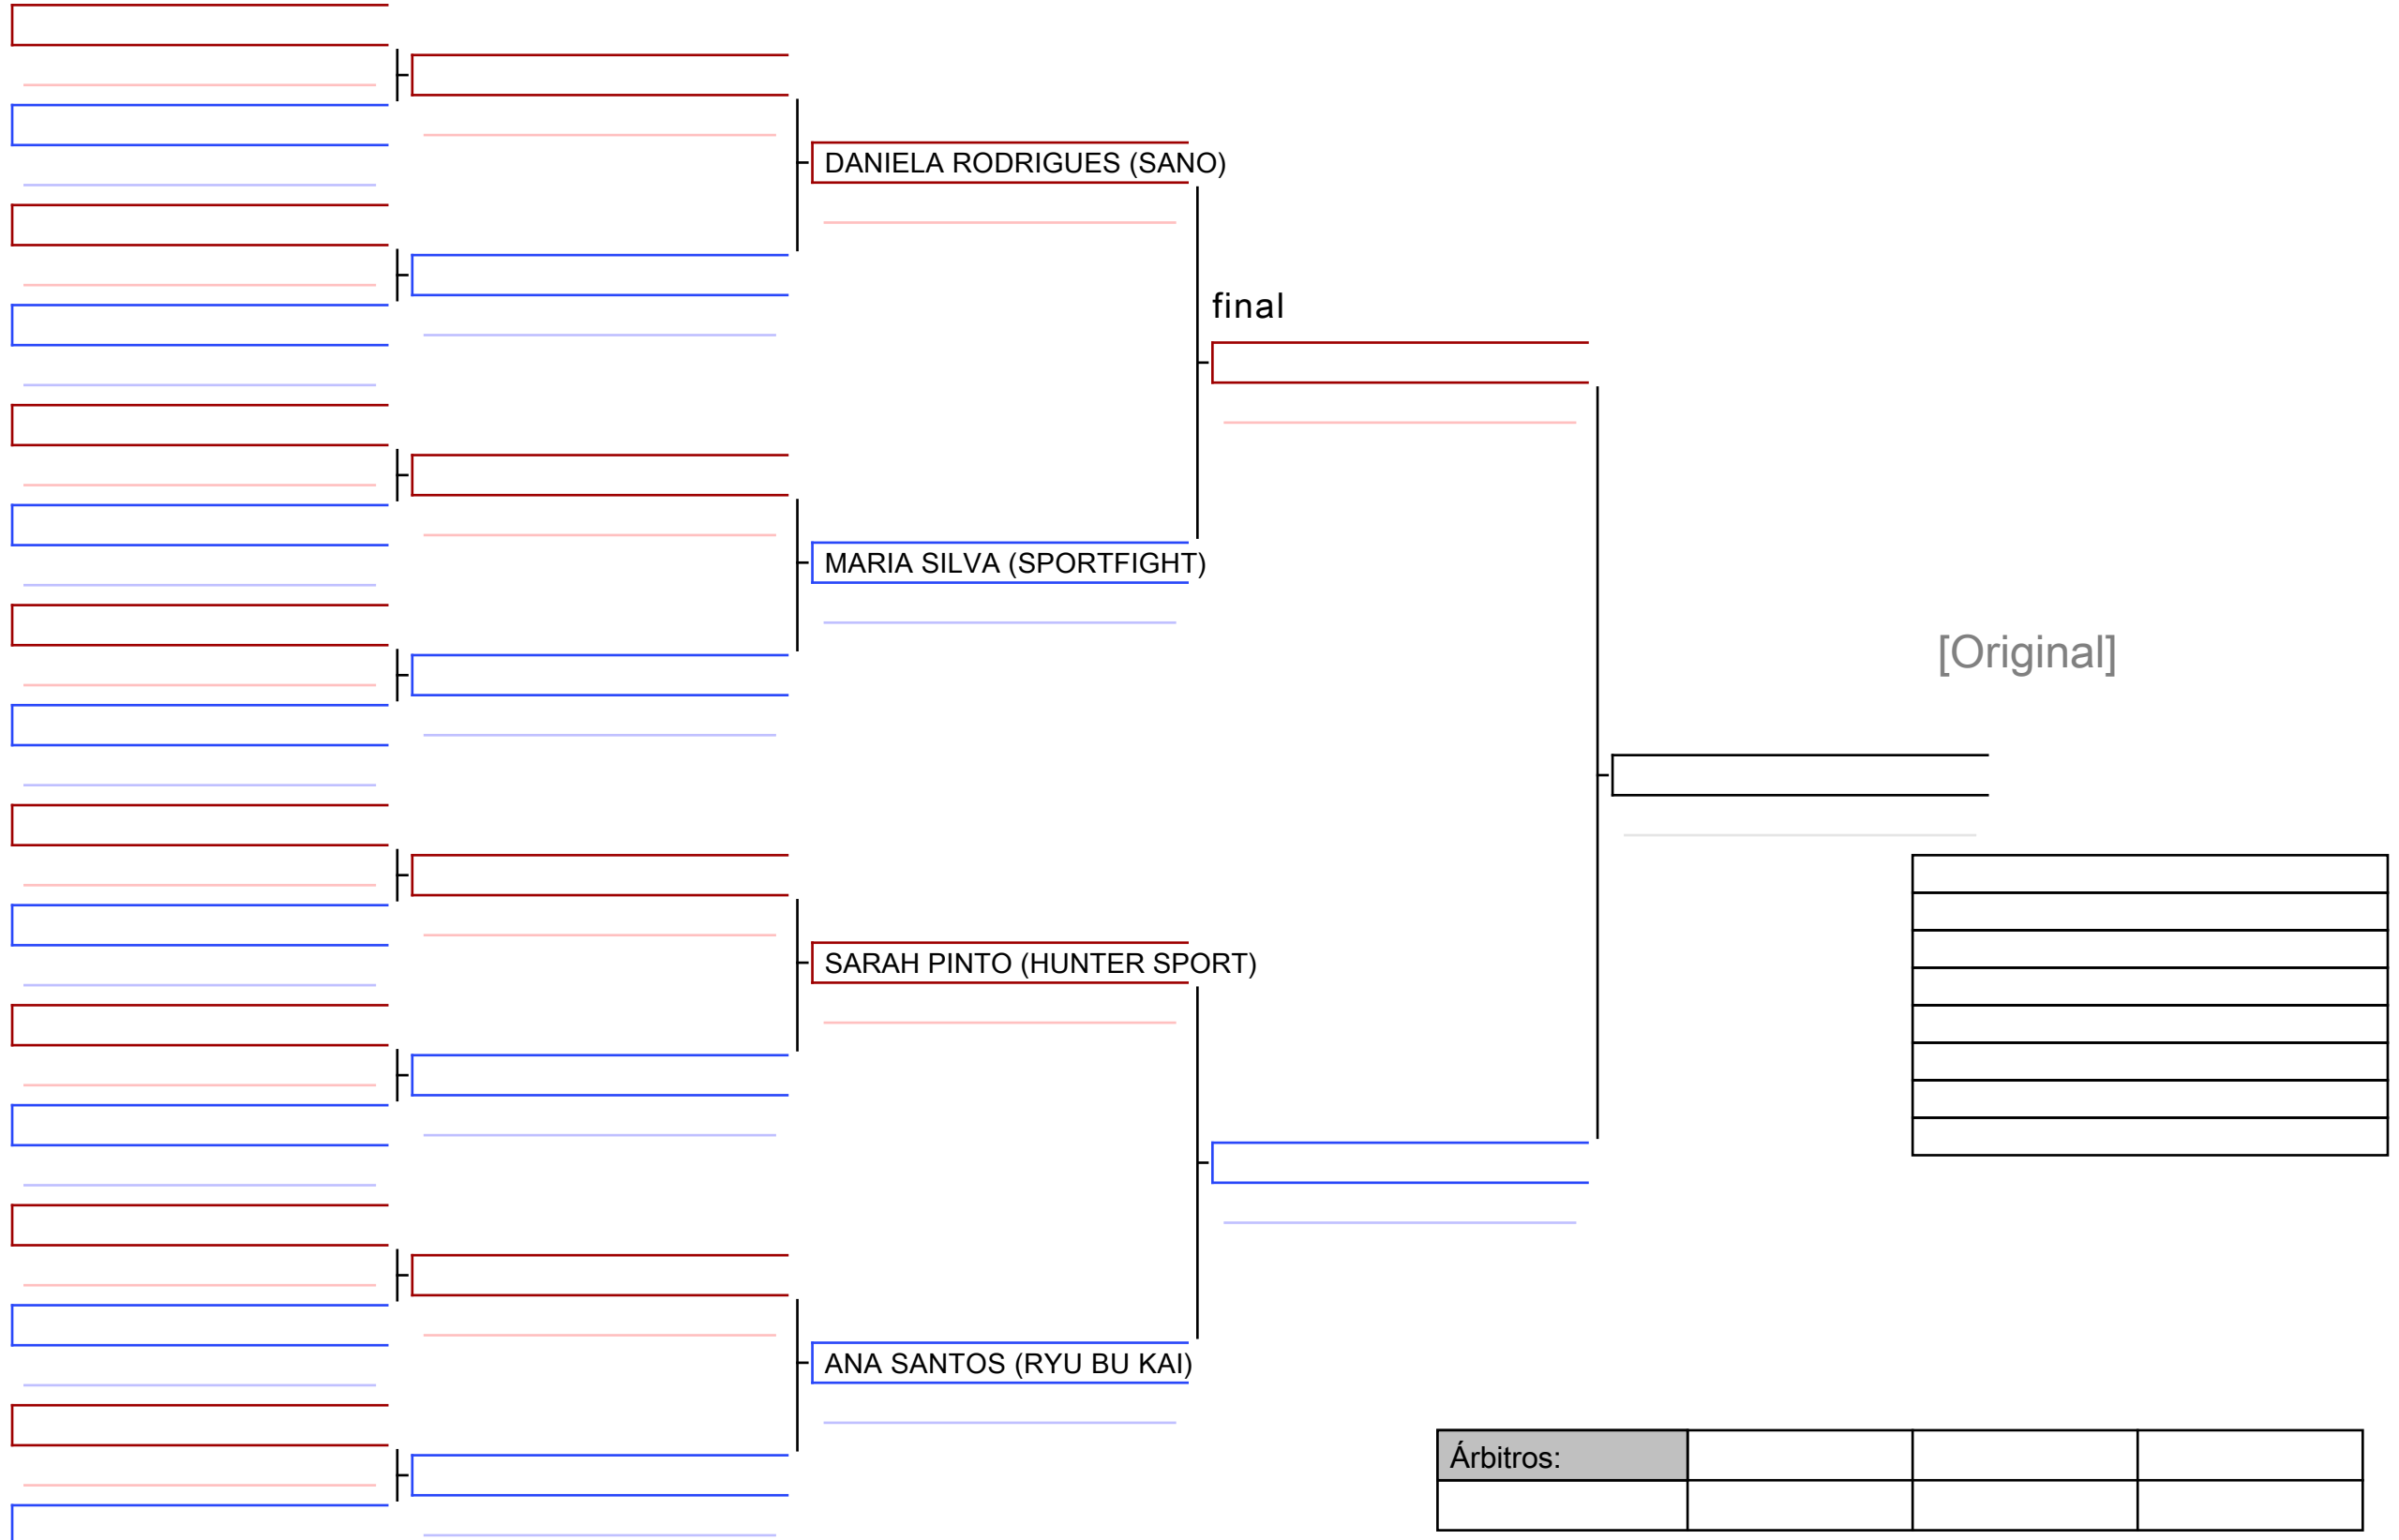 DANIELA RODRIGUES (SANO)
final
MARIA SILVA (SPORTFIGHT)
[Original]
SARAH PINTO (HUNTER SPORT)
ANA SANTOS (RYU BU KAI)
Árbitros: